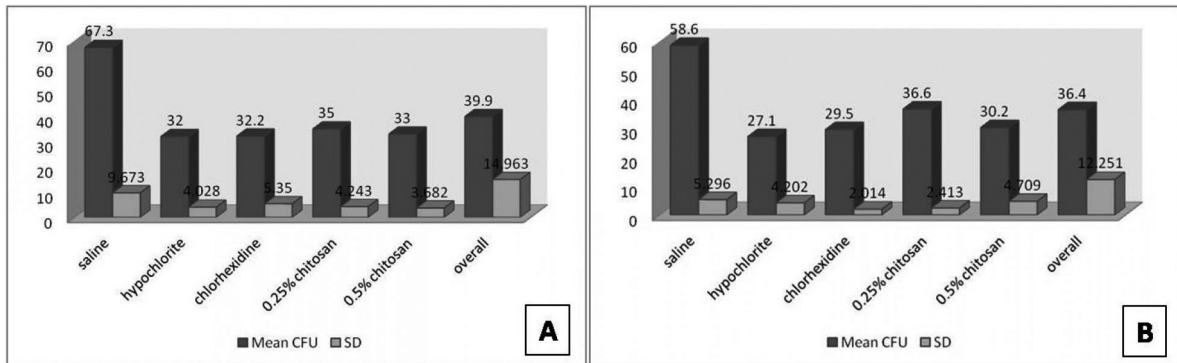 67.3
70
60
50
40
30
20
10
0
32
32.2
35
33
39.9
9.673
4.028
5.35
4.243
3.682
14.963
saline
hypochlorite
chlorhexidine
0.25% chitosan
0.5% chitosan
overall
Mean CFU SD
A
58.6
60
50
40
30
20
10
0
27.1
29.5
36.6
30.2
36.4
5.296
4.202
2.014
2.413
4.709
12.251
saline
hypochlorite
chlorhexidine
0.25% chitosan
0.5% chitosan
overall
Mean CFU SD
B